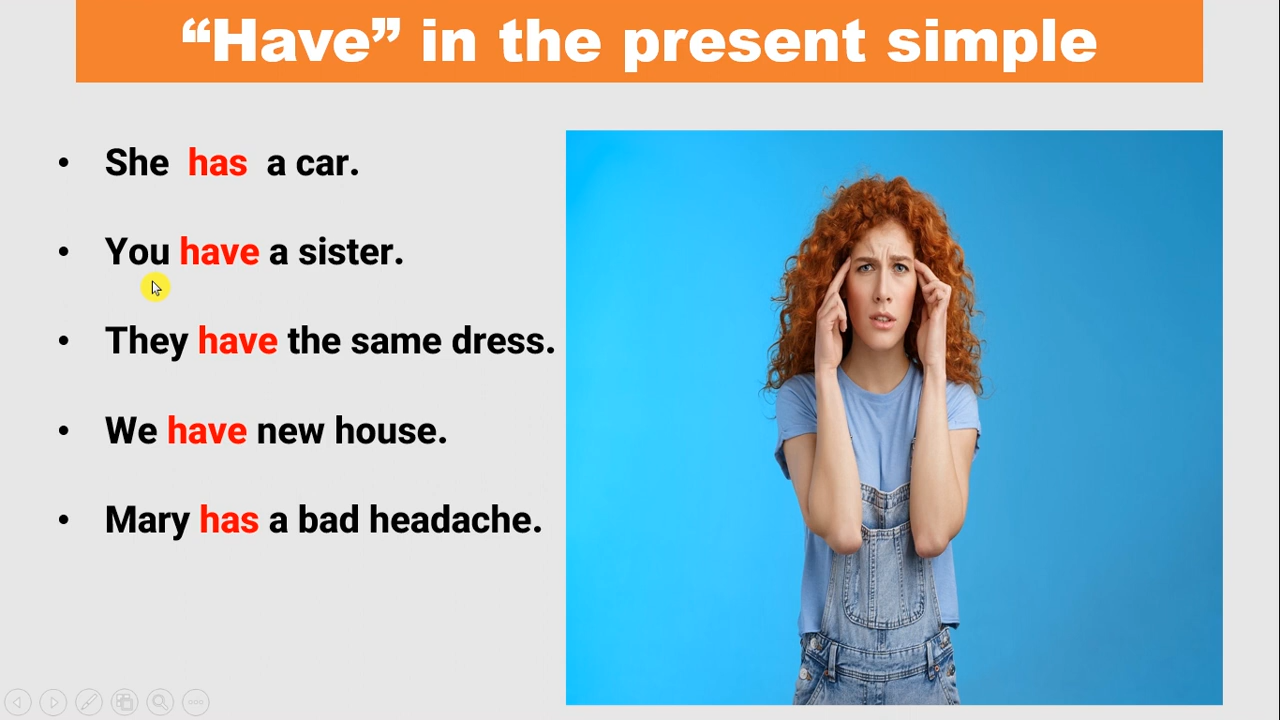 “Have” in the present simple
• She has a car.
• You have a sister.
• They have the same dress.
• We have new house.
• Mary has a bad headache.